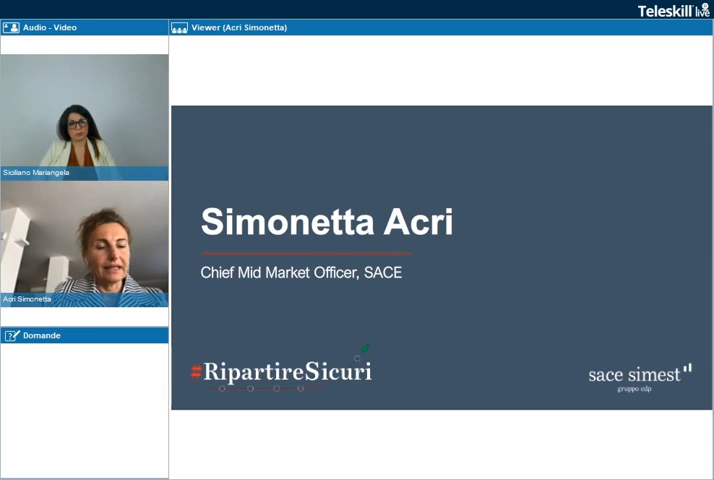 Teleskill live
Audio - Video
Viewer (Acri Simonetta)
Siciliano Mariangela
Acri Simonetta
Domande
Simonetta Acri
Chief Mid Market Officer, SACE
#RipartireSicuri
sace simest
gruppo cdp